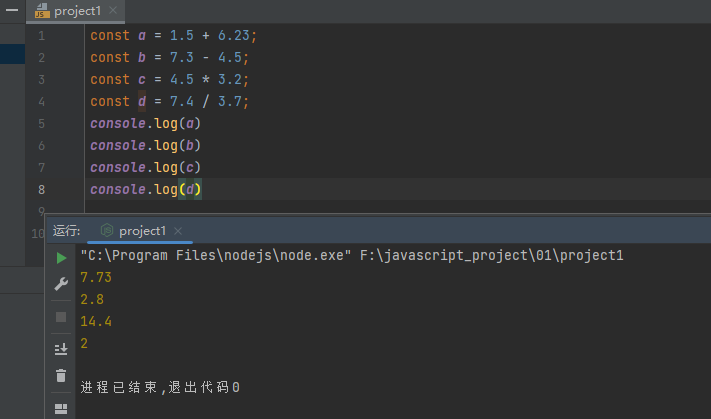 JS project1
1 const a = 1.5 + 6.23;
2 const b = 7.3 - 4.5;
3 const c = 4.5 * 3.2;
4 const d = 7.4 / 3.7;
5 console.log(a)
6 console.log(b)
7 console.log(c)
8 console.log(d)
9
10
运行: project1
"C:\Program Files\nodejs\node.exe" F:\javascript_project\01\project1
7.73
2.8
14.4
2
进程已结束,退出代码0